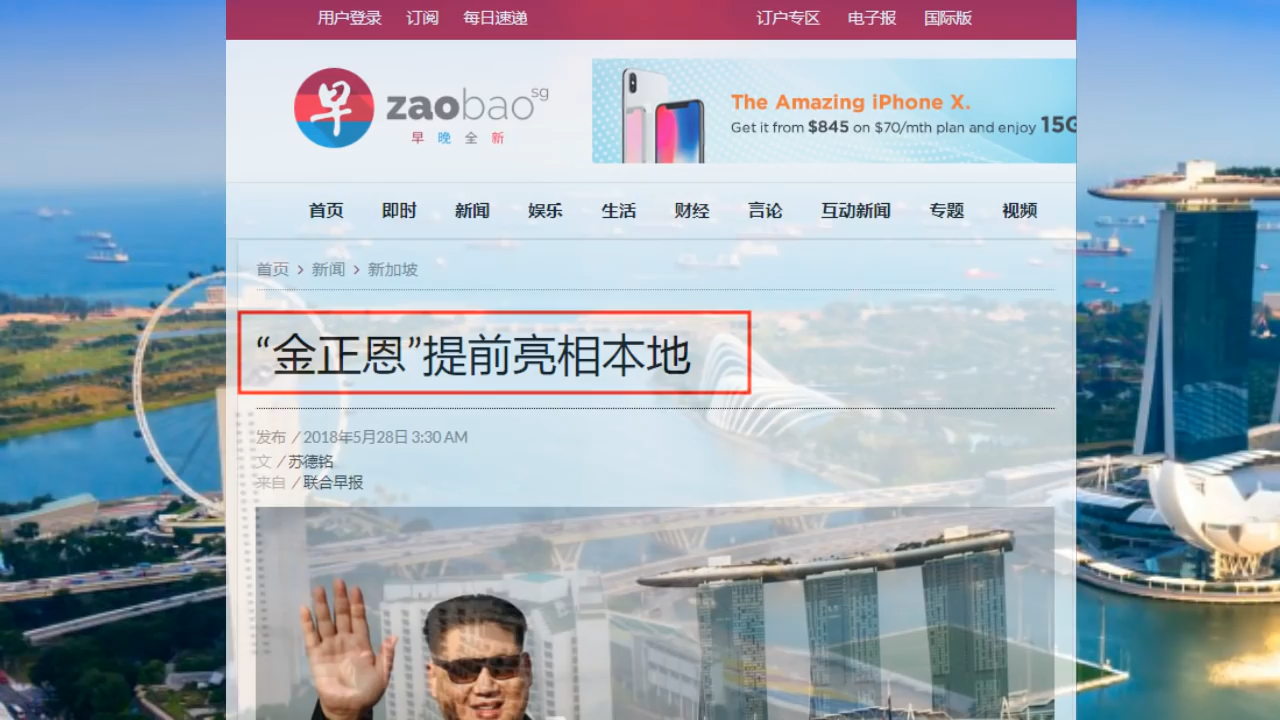 用户登录 订阅 每日速递 订户专区 电子报 国际版
早
zaobao sg
早 晚 全 新
The Amazing iPhone X.
Get it from $845 on $70/mth plan and enjoy 15G
首页 即时 新闻 娱乐 生活 财经 言论 互动新闻 专题 视频
首页 > 新闻 > 新加坡
“金正恩”提前亮相本地
发布 / 2018年5月28日 3:30 AM
文 / 苏德铭
来自 / 联合早报